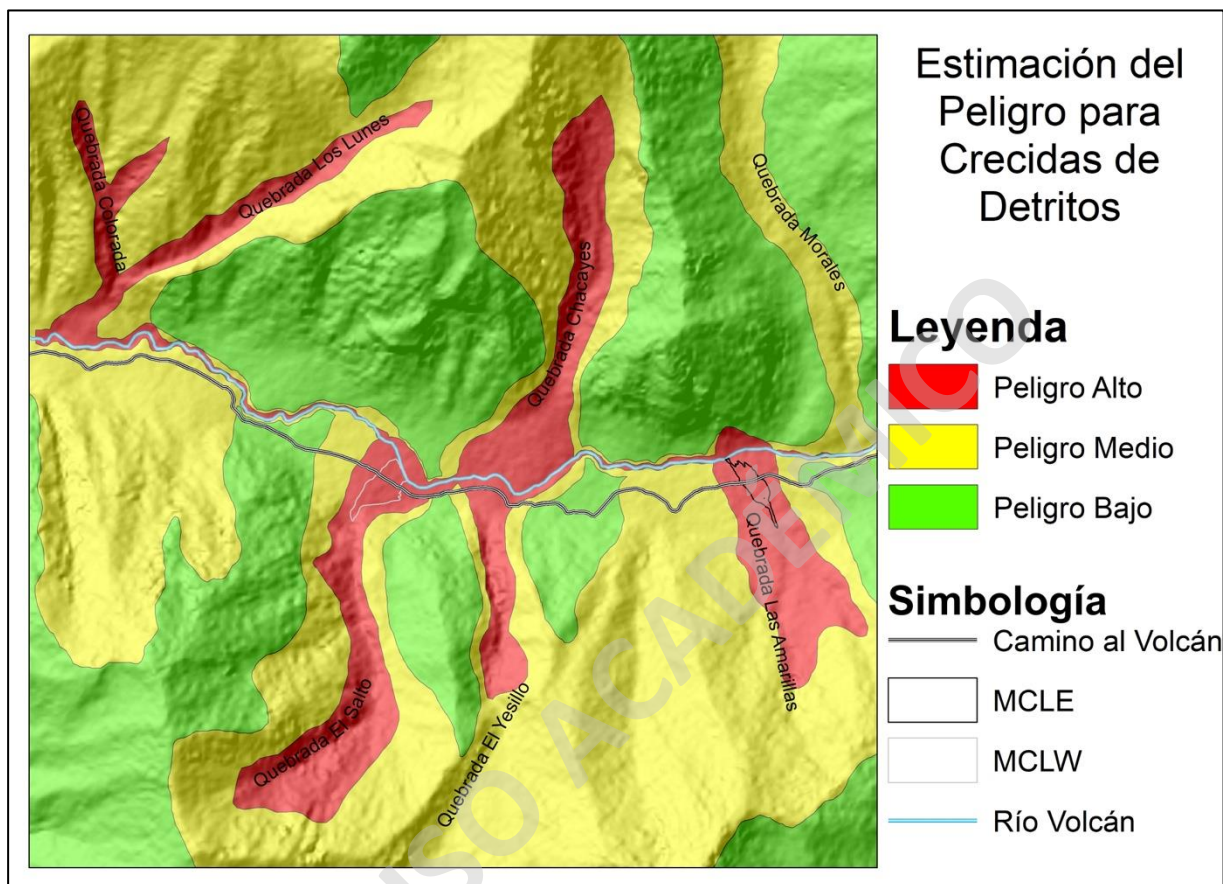 Estimación del
Peligro para
Crecidas de
Detritos
Leyenda
Peligro Alto
Peligro Medio
Peligro Bajo
Simbología
Camino al Volcán
MCLE
MCLW
Río Volcán
Quebrada Colorada
Quebrada Los Lunes
Quebrada Chacayes
Quebrada Morales
Quebrada El Salto
Quebrada El Yesillo
Quebrada Las Amarillas
USO ACADEMICO